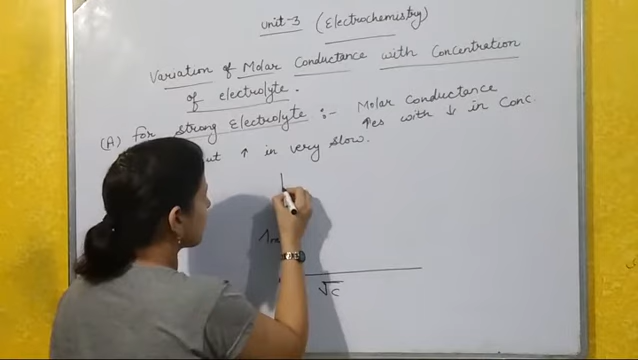 Unit-3 (Electrochemistry)
Variation of Molar Conductance with Concentration
of electrolyte.
(A) for strong Electrolyte :- Molar Conductance
↑es with ↓ in Conc.
ut ↑ in very slow.
√c